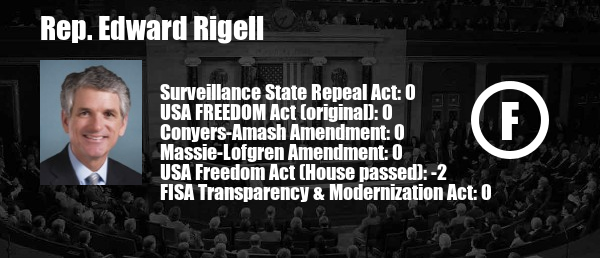 Rep. Edward Rigell
Surveillance State Repeal Act: 0
USA FREEDOM Act (original): 0
Conyers-Amash Amendment: 0
Massie-Lofgren Amendment: 0
USA Freedom Act (House passed): -2
FISA Transparency & Modernization Act: 0
F